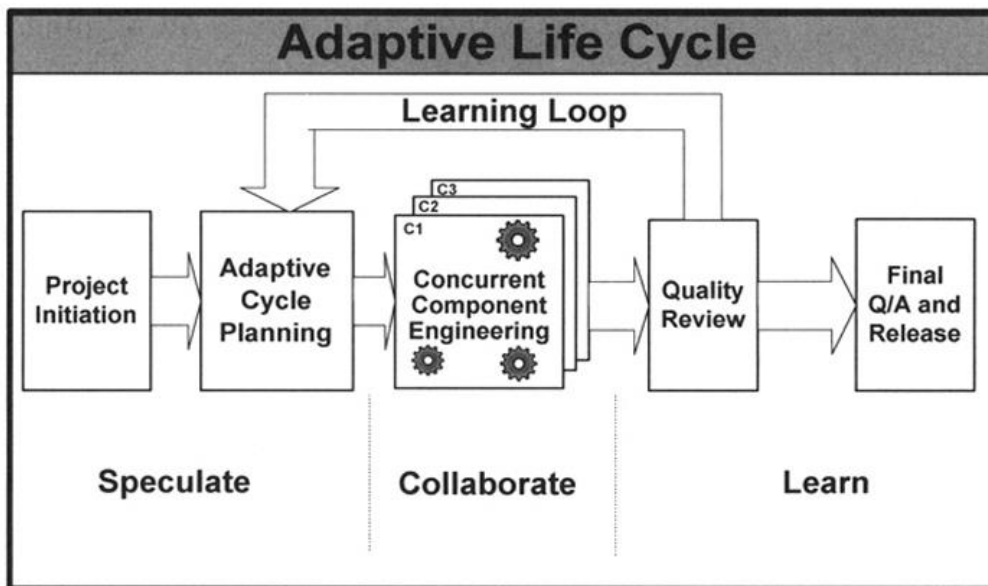 Adaptive Life Cycle
Learning Loop
Project
Initiation
Adaptive
Cycle
Planning
C3
C2
C1
Concurrent
Component
Engineering
Quality
Review
Final
Q/A and
Release
Speculate
Collaborate
Learn